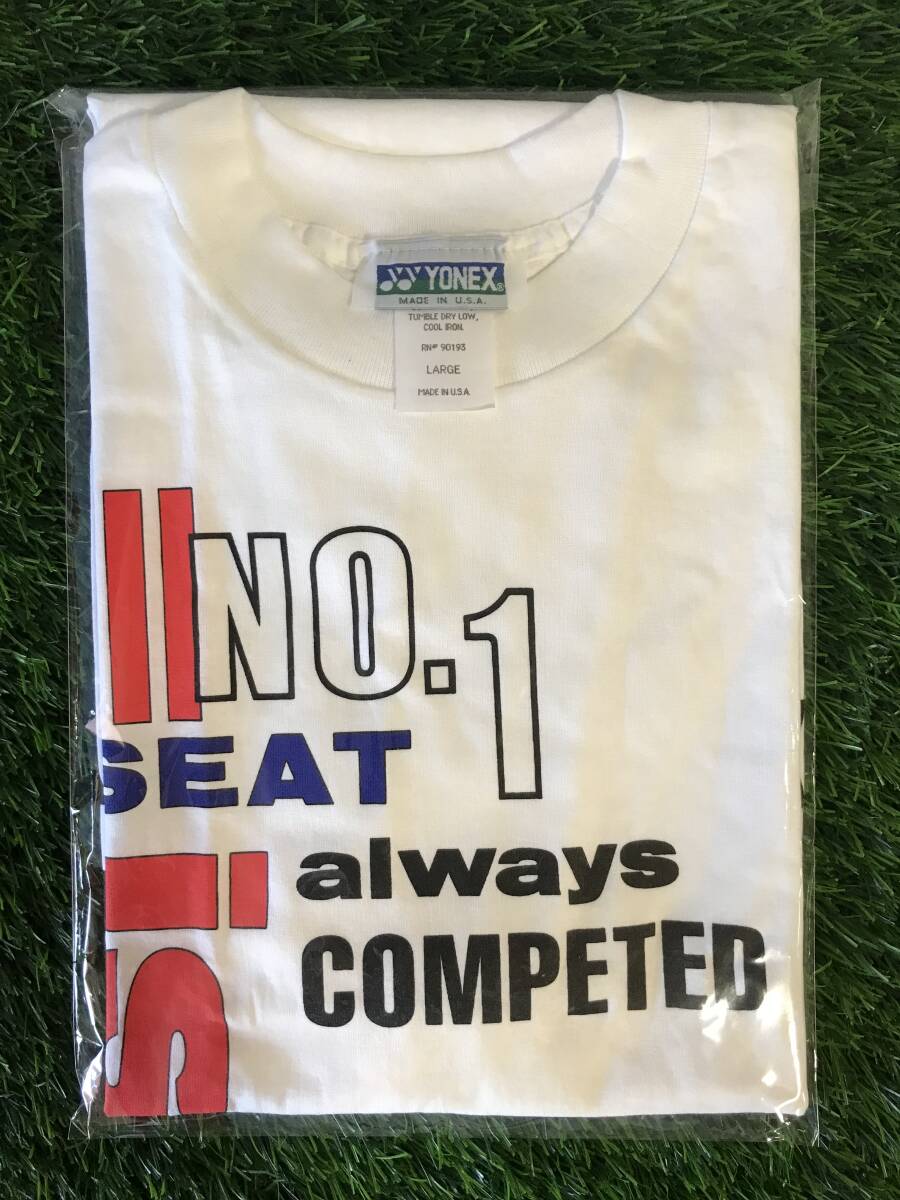 YONEX®
MADE IN U.S.A.
TUMBLE DRY LOW,
COOL IRON.
RN# 90193
LARGE
MADE IN U.S.A.
NO.1
SEAT
always
COMPETED